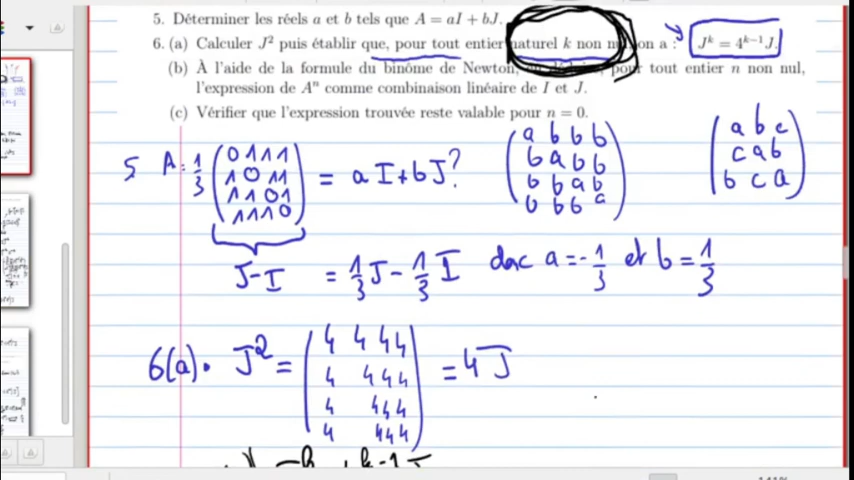 5. Déterminer les réels a et b tels que A = aI + bJ.
6. (a) Calculer J² puis établir que, pour tout entier naturel k non on a : J^k = 4^{k-1}J.
(b) À l'aide de la formule du binôme de Newton, pour tout entier n non nul,
l'expression de A^n comme combinaison linéaire de I et J.
(c) Vérifier que l'expression trouvée reste valable pour n = 0.
5 A = 1/3 (0 1 1 1 = a I + b J ? (a b b b (a b c
1 0 1 1 b a b b c a b
1 1 0 1 b b a b b c a)
1 1 1 0) b b b a)
J - I = 1/3 J - 1/3 I donc a = - 1/3 et b = 1/3
6(a). J² = (4 4 4 4 = 4J
4 4 4 4
4 4 4 4
4 4 4 4)